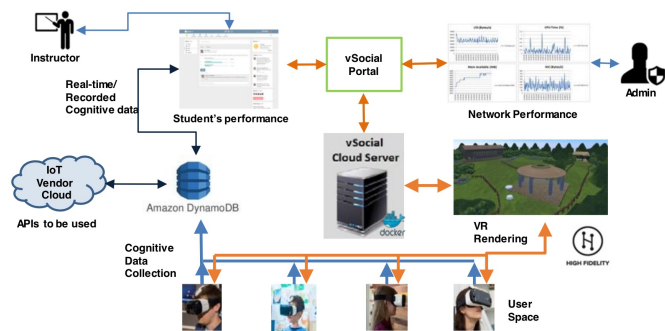 Instructor
Real-time/
Recorded
Cognitive data
Student's performance
vSocial
Portal
Network Performance
Admin
IoT
Vendor
Cloud
APIs to be used
Amazon DynamoDB
vSocial
Cloud Server
docker
VR
Rendering
HIGH FIDELITY
Cognitive
Data
Collection
User
Space